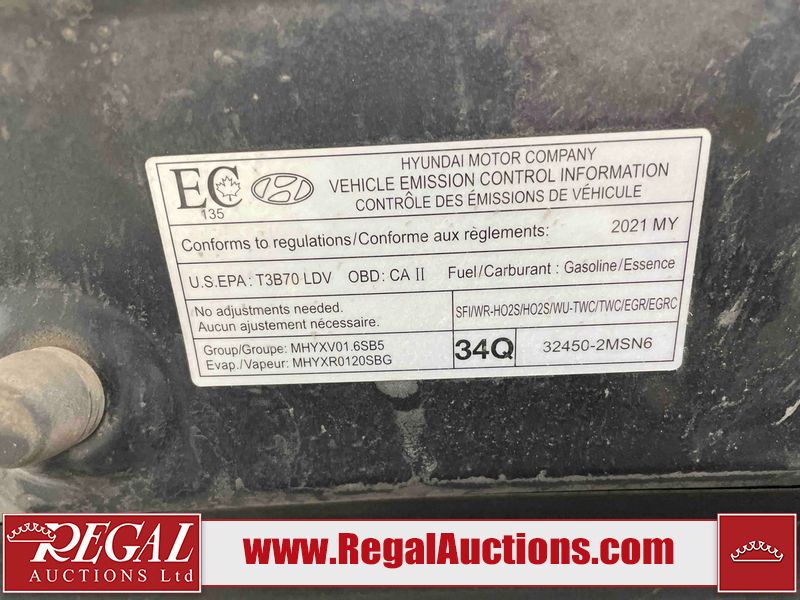 EC
135
HYUNDAI MOTOR COMPANY
VEHICLE EMISSION CONTROL INFORMATION
CONTRÔLE DES ÉMISSIONS DE VÉHICULE
Conforms to regulations/Conforme aux règlements: 2021 MY
U.S.EPA: T3B70 LDV OBD: CA II Fuel/Carburant : Gasoline/Essence
No adjustments needed.
Aucun ajustement nécessaire.
SFI/WR-HO2S/HO2S/WU-TWC/TWC/EGR/EGRC
Group/Groupe: MHYXV01.6SB5
Evap./Vapeur: MHYXR0120SBG
34Q
32450-2MSN6
REGAL
AUCTIONS Ltd
www.RegalAuctions.com